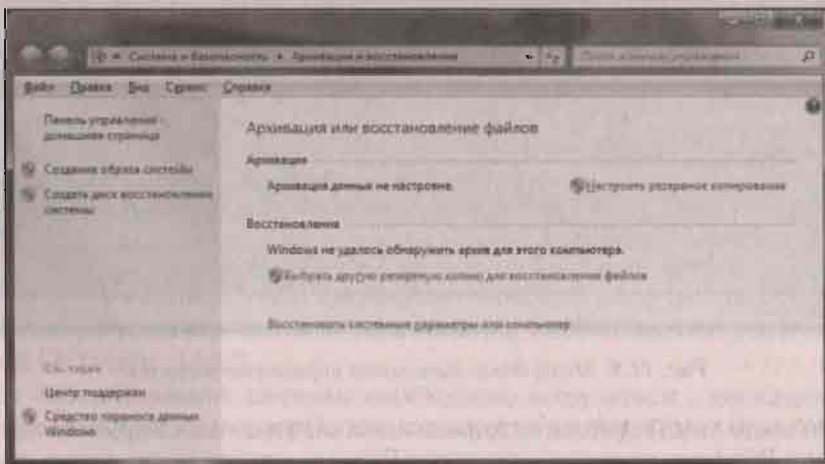 Система и безопасность Архивация и восстановление
Файл Правка Вид Сервис Справка
Панель управления -
домашняя страница
Создание образа системы
Создать диск восстановления
системы
Архивация или восстановление файлов
Архивация
Архивация данных не настроена.
Настроить резервное копирование
Восстановление
Windows не удалось обнаружить архив для этого компьютера.
Выбрать другую резервную копию для восстановления файлов
Восстановить системные параметры или компьютер
См. также
Центр поддержки
Средство переноса данных
Windows